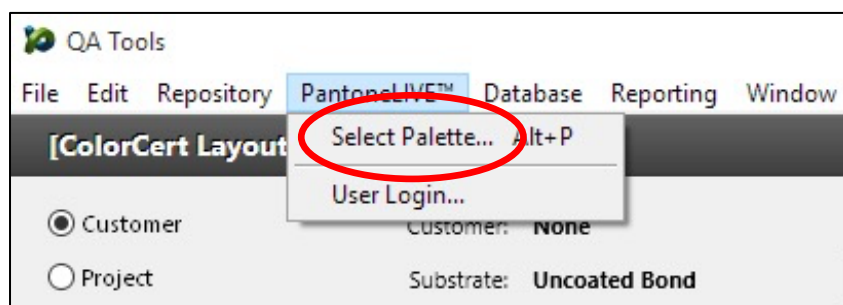 QA Tools
File Edit Repository PantoneLIVE™ Database Reporting Window
[ColorCert Layout
Select Palette... Alt+P
User Login...
Customer Customer: None
Project Substrate: Uncoated Bond